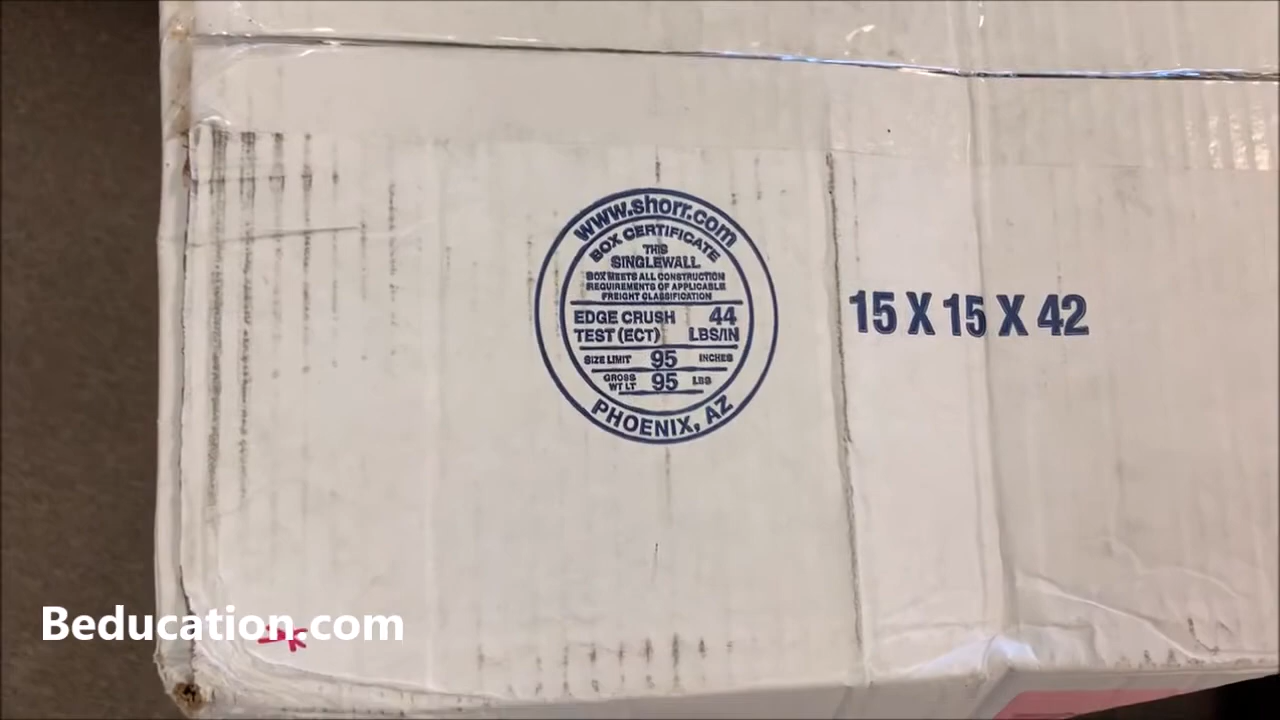 www.shorr.com
BOX CERTIFICATE
THIS
SINGLEWALL
BOX MEETS ALL CONSTRUCTION
REQUIREMENTS OF APPLICABLE
FREIGHT CLASSIFICATION
EDGE CRUSH 44
TEST (ECT) LBS/IN
SIZE LIMIT 95 INCHES
GROSS
WT LT 95 LBS
PHOENIX, AZ
15 X 15 X 42
Beducation.com